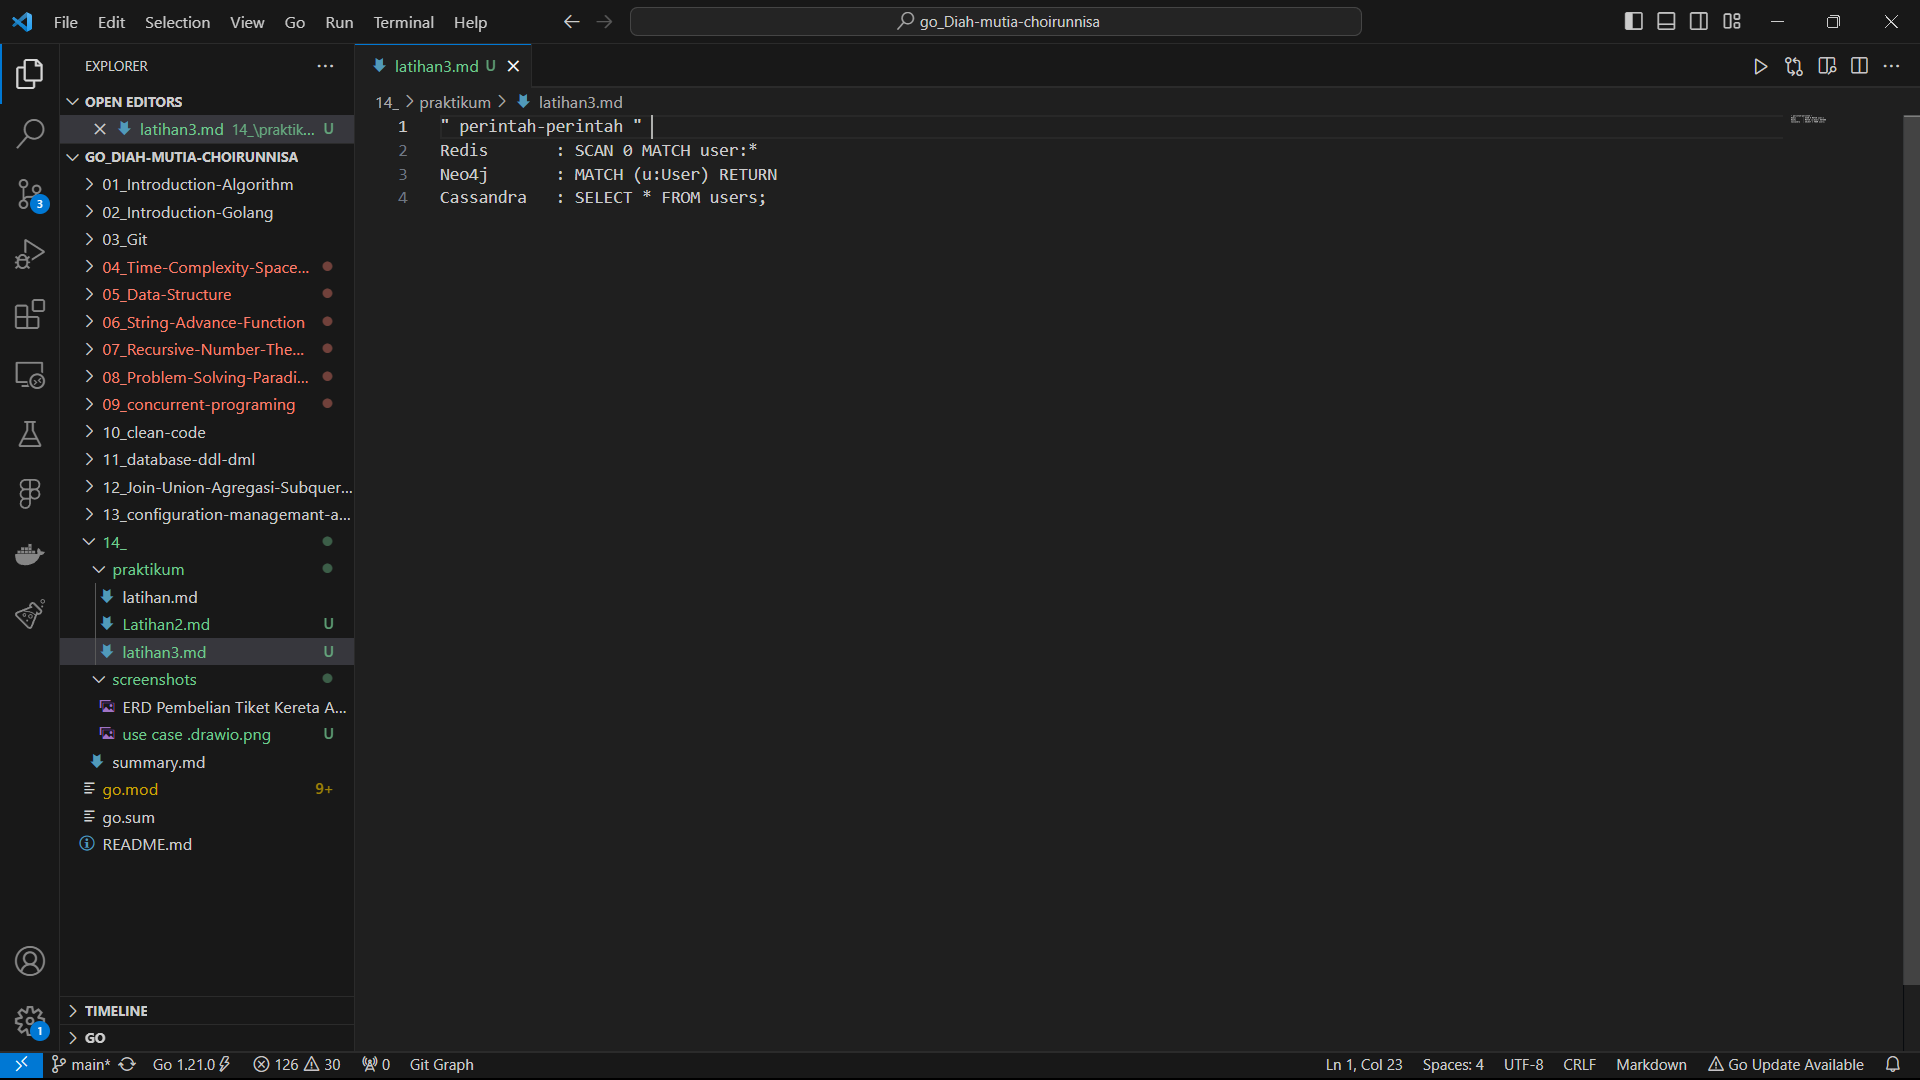 File Edit Selection View Go Run Terminal Help
go_Diah-mutia-choirunnisa
EXPLORER
OPEN EDITORS
latihan3.md 14_\praktik... U
GO_DIAH-MUTIA-CHOIRUNNISA
01_Introduction-Algorithm
02_Introduction-Golang
03_Git
04_Time-Complexity-Space...
05_Data-Structure
06_String-Advance-Function
07_Recursive-Number-The...
08_Problem-Solving-Paradi...
09_concurrent-programing
10_clean-code
11_database-ddl-dml
12_Join-Union-Agregasi-Subquer...
13_configuration-managemant-a...
14_
praktikum
latihan.md
Latihan2.md U
latihan3.md U
screenshots
ERD Pembelian Tiket Kereta A...
use case .drawio.png U
summary.md
go.mod 9+
go.sum
README.md
TIMELINE
GO
3
1
latihan3.md U
14_ > praktikum > latihan3.md
1 " perintah-perintah "
2 Redis : SCAN 0 MATCH user:*
3 Neo4j : MATCH (u:User) RETURN
4 Cassandra : SELECT * FROM users;
main* Go 1.21.0 126 30 0 Git Graph
Ln 1, Col 23 Spaces: 4 UTF-8 CRLF Markdown Go Update Available